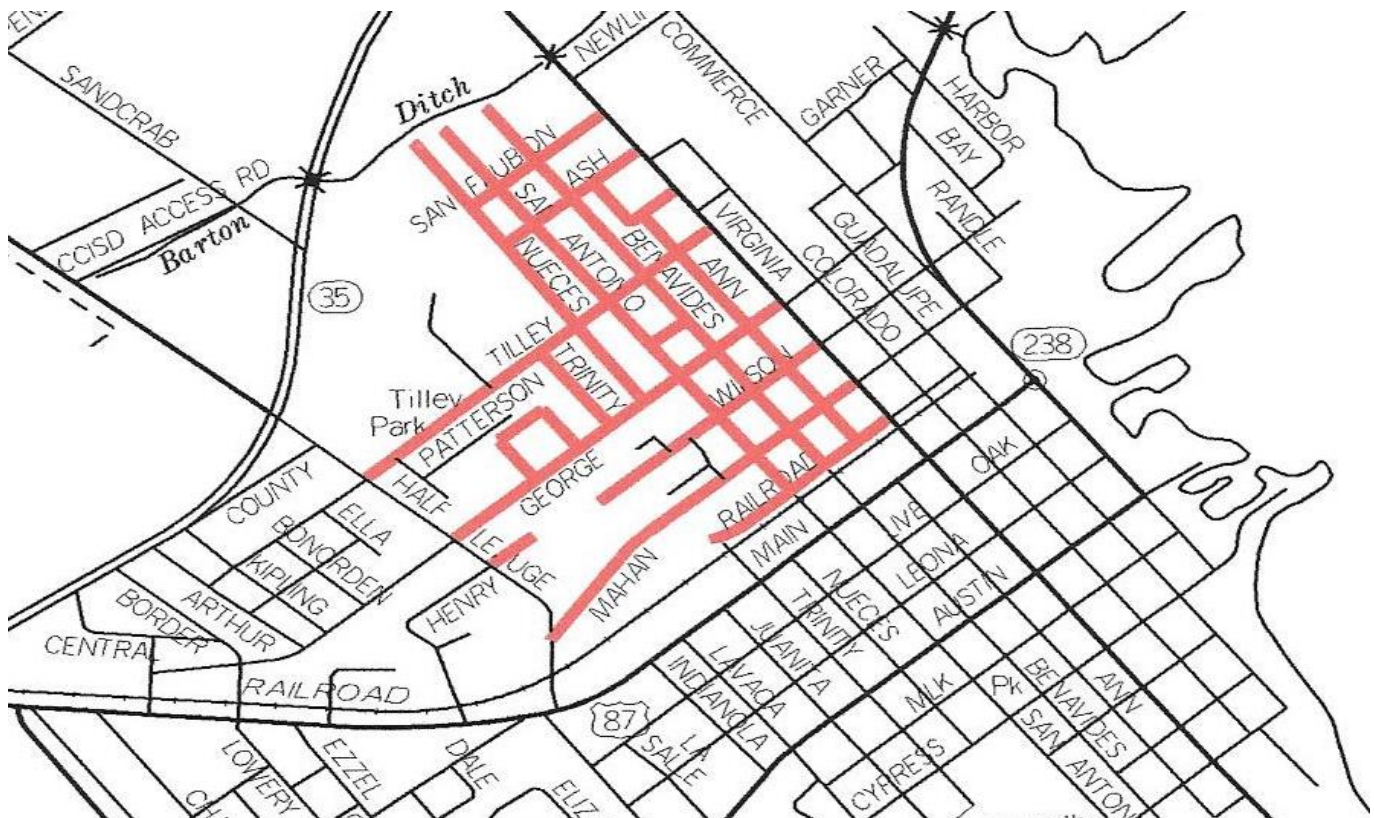 NEWLI
COMMERCE
GARNER
HARBOR
BAY
RANDLE
SANDCRAB
Ditch
CCISD ACCESS RD
Barton
SAN
ASH
NUECES
ANTONIO
BENAVIDES
ANN
VIRGINIA
COLORADO
GUADALUPE
35
238
TILLEY
TRINITY
WILSON
Tilley
Park
PATTERSON
GEORGE
HALF
LEAGUE
COUNTY
ELLA
BONORDEN
KIPLING
ARTHUR
BORDER
CENTRAL
HENRY
MAHAN
RAILROAD
MAIN
OAK
LIVE
LEONA
AUSTIN
NUECES
TRINITY
JUANITA
LAVACA
INDIANOLA
RAILROAD
87
LA
SALLE
MLK
Pk
BENAVIDES
ANN
SAN ANTON
CYPRESS
LOWERY
EZZEL
DALE
ELIZ
CH